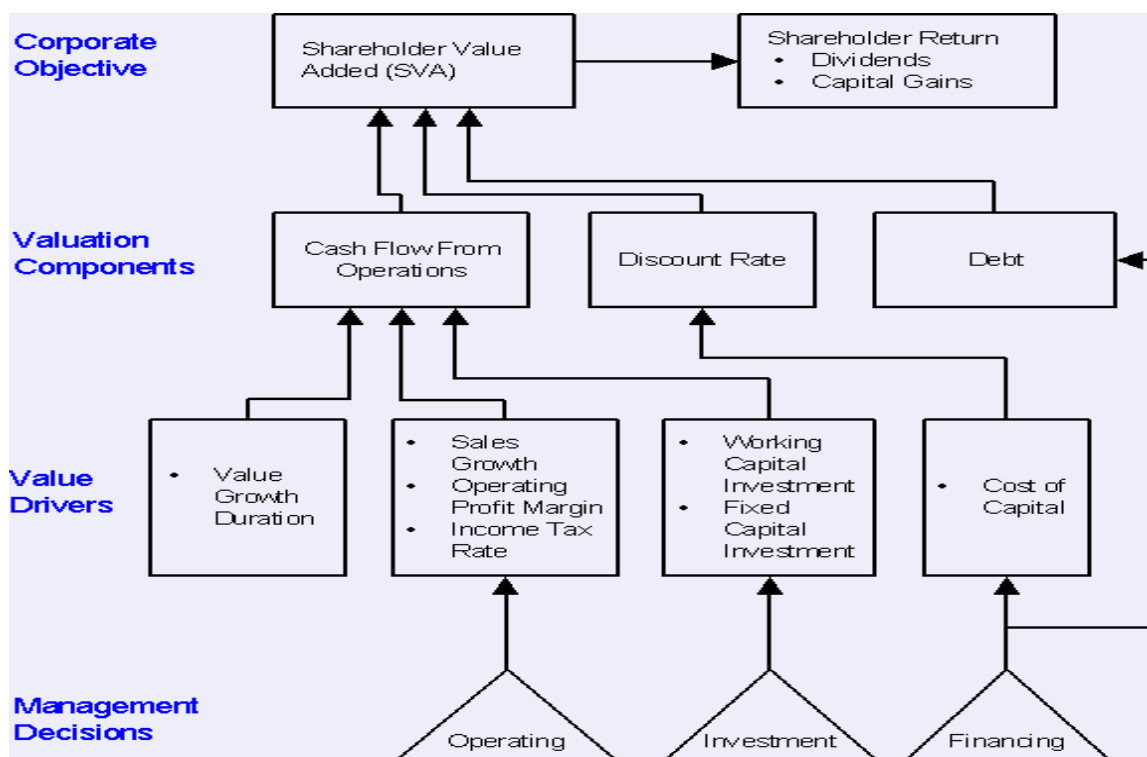 Corporate
Objective
Shareholder Value
Added (SVA)
Shareholder Return
• Dividends
• Capital Gains
Valuation
Components
Cash Flow From
Operations
Discount Rate
Debt
Value
Drivers
• Value
Growth
Duration
• Sales
Growth
• Operating
Profit Margin
• Income Tax
Rate
• Working
Capital
Investment
• Fixed
Capital
Investment
• Cost of
Capital
Management
Decisions
Operating
Investment
Financing